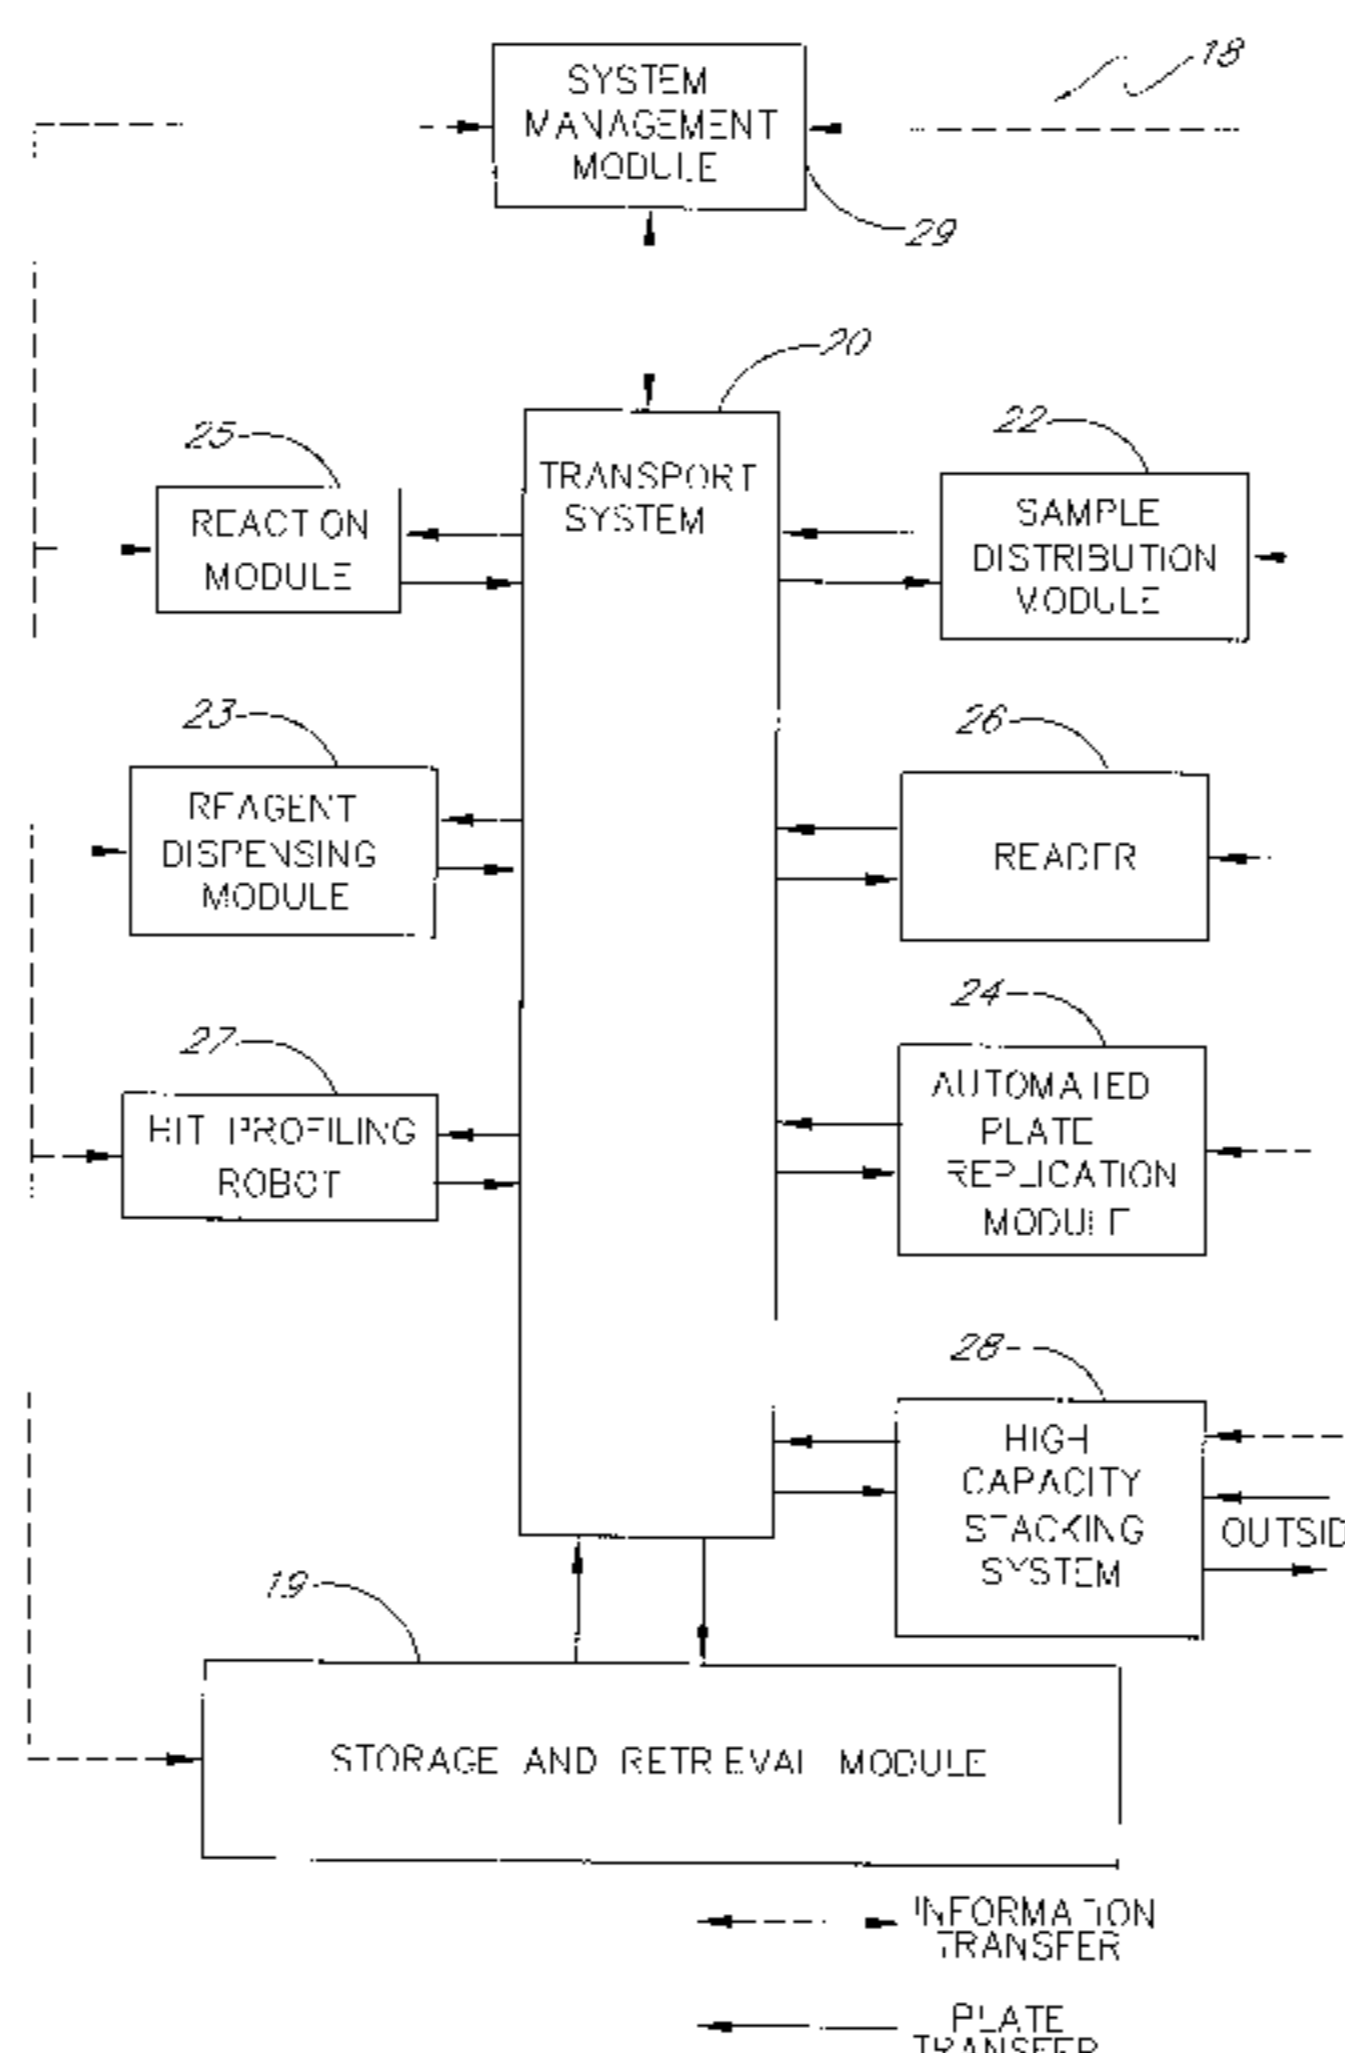 18
SYSTEM
MANAGEMENT
MODULE
29
20
25
22
TRANSPORT
SYSTEM
REACTION
MODULE
SAMPLE
DISTRIBUTION
MODULE
23
26
REAGENT
DISPENSING
MODULE
READER
24
27
AUTOMATED
PLATE
REPLICATION
MODULE
HIT PROFILING
ROBOT
28
HIGH
CAPACITY
STACKING
SYSTEM
OUTSID
19
STORAGE AND RETRIEVAL MODULE
INFORMATION
TRANSFER
PLATE
TRANSFER